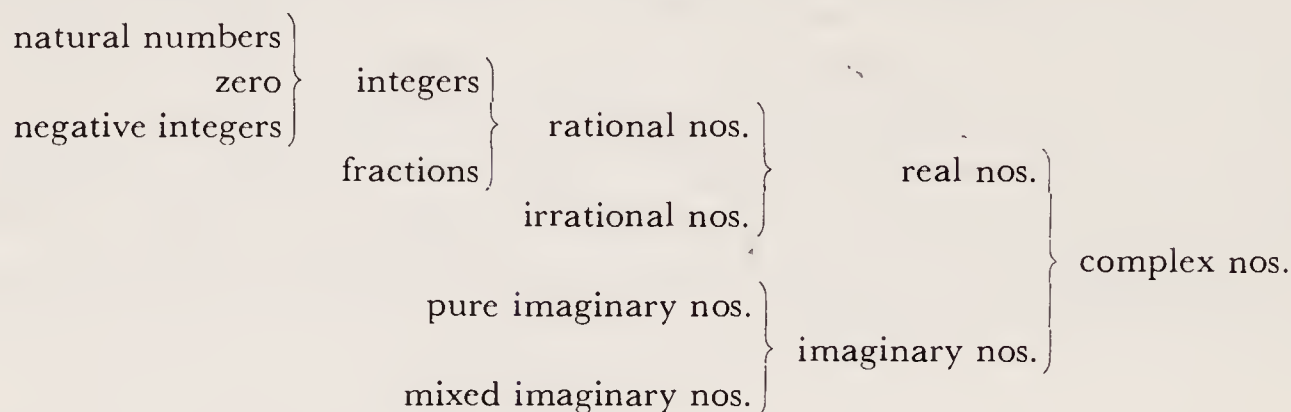 natural numbers
zero integers
negative integers rational nos.
fractions real nos.
irrational nos.
complex nos.
pure imaginary nos.
imaginary nos.
mixed imaginary nos.